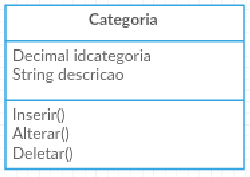 Categoria
Decimal idcategoria
String descricao
Inserir()
Alterar()
Deletar()